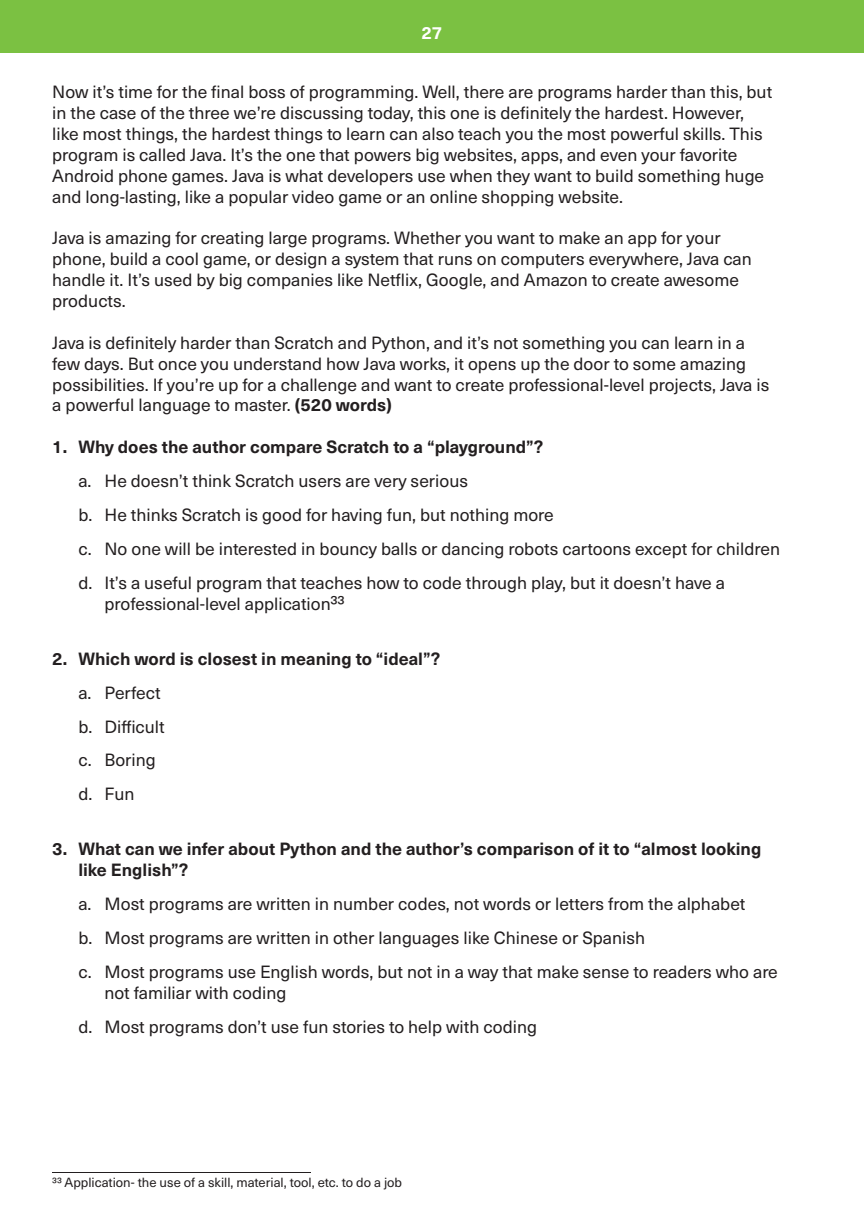 27
Now it’s time for the final boss of programming. Well, there are programs harder than this, but
in the case of the three we’re discussing today, this one is definitely the hardest. However,
like most things, the hardest things to learn can also teach you the most powerful skills. This
program is called Java. It’s the one that powers big websites, apps, and even your favorite
Android phone games. Java is what developers use when they want to build something huge
and long-lasting, like a popular video game or an online shopping website.
Java is amazing for creating large programs. Whether you want to make an app for your
phone, build a cool game, or design a system that runs on computers everywhere, Java can
handle it. It’s used by big companies like Netflix, Google, and Amazon to create awesome
products.
Java is definitely harder than Scratch and Python, and it’s not something you can learn in a
few days. But once you understand how Java works, it opens up the door to some amazing
possibilities. If you’re up for a challenge and want to create professional-level projects, Java is
a powerful language to master. (520 words)
1. Why does the author compare Scratch to a “playground”?
a. He doesn’t think Scratch users are very serious
b. He thinks Scratch is good for having fun, but nothing more
c. No one will be interested in bouncy balls or dancing robots cartoons except for children
d. It’s a useful program that teaches how to code through play, but it doesn’t have a
professional-level application³³
2. Which word is closest in meaning to “ideal”?
a. Perfect
b. Difficult
c. Boring
d. Fun
3. What can we infer about Python and the author’s comparison of it to “almost looking
like English”?
a. Most programs are written in number codes, not words or letters from the alphabet
b. Most programs are written in other languages like Chinese or Spanish
c. Most programs use English words, but not in a way that make sense to readers who are
not familiar with coding
d. Most programs don’t use fun stories to help with coding
³³ Application- the use of a skill, material, tool, etc. to do a job